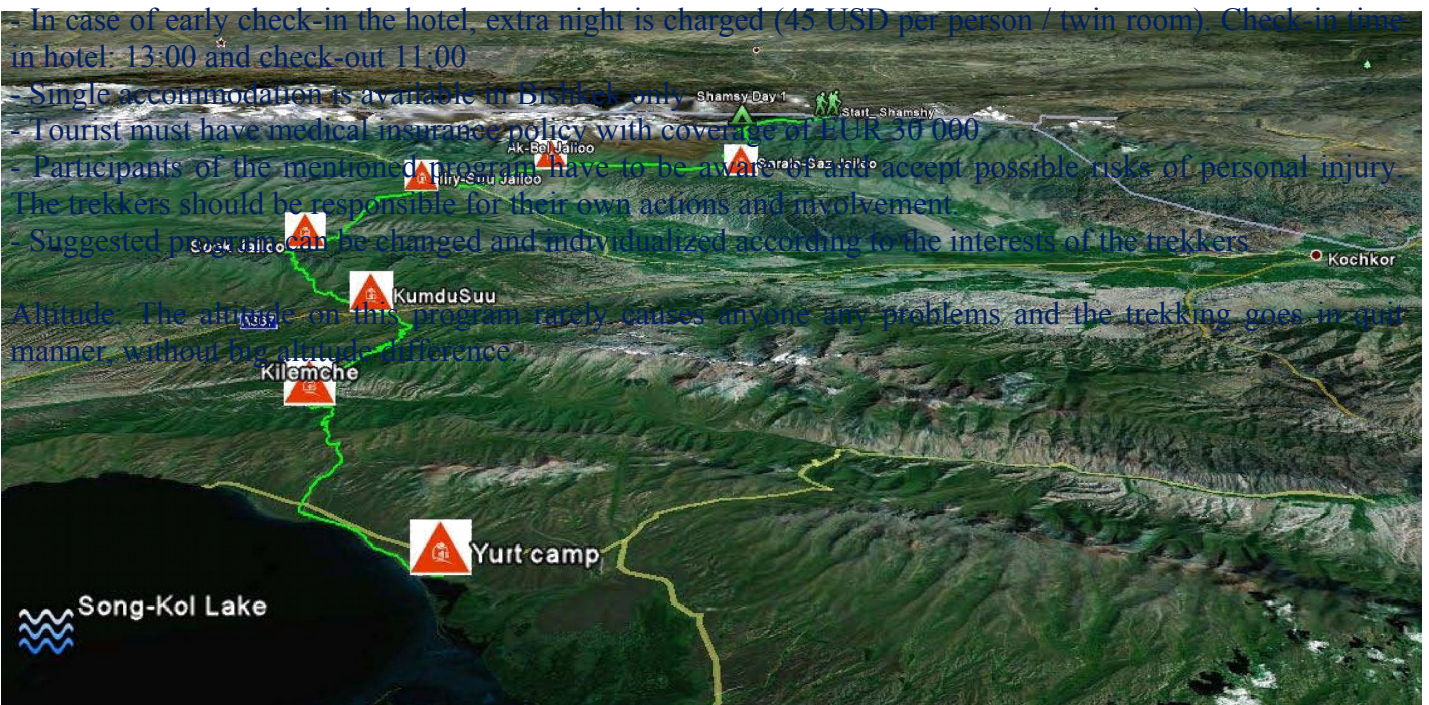 - In case of early check-in the hotel, extra night is charged (45 USD per person / twin room). Check-in time
in hotel: 13:00 and check-out 11:00
- Single accommodation is available in Bishkek only
Shamsy Day 1
Start_ Shamshy
- Tourist must have medical insurance policy with coverage of EUR 30 000
Ak-Bel Jailoo
- Participants of the mentioned program have to be aware of and accept possible risks of personal injury.
Sarala-Saz Jailoo
Jailoo
The trekkers should be responsible for their own actions and involvement.
- Suggested program can be changed and individualized according to the interests of the trekkers
Jailoo
Kochkor
KumduSuu
Altitude: The altitude on this program rarely causes anyone any problems and the trekking goes in quit
A367
manner, without big altitude difference.
Kilemche
Yurt camp
Song-Kol Lake